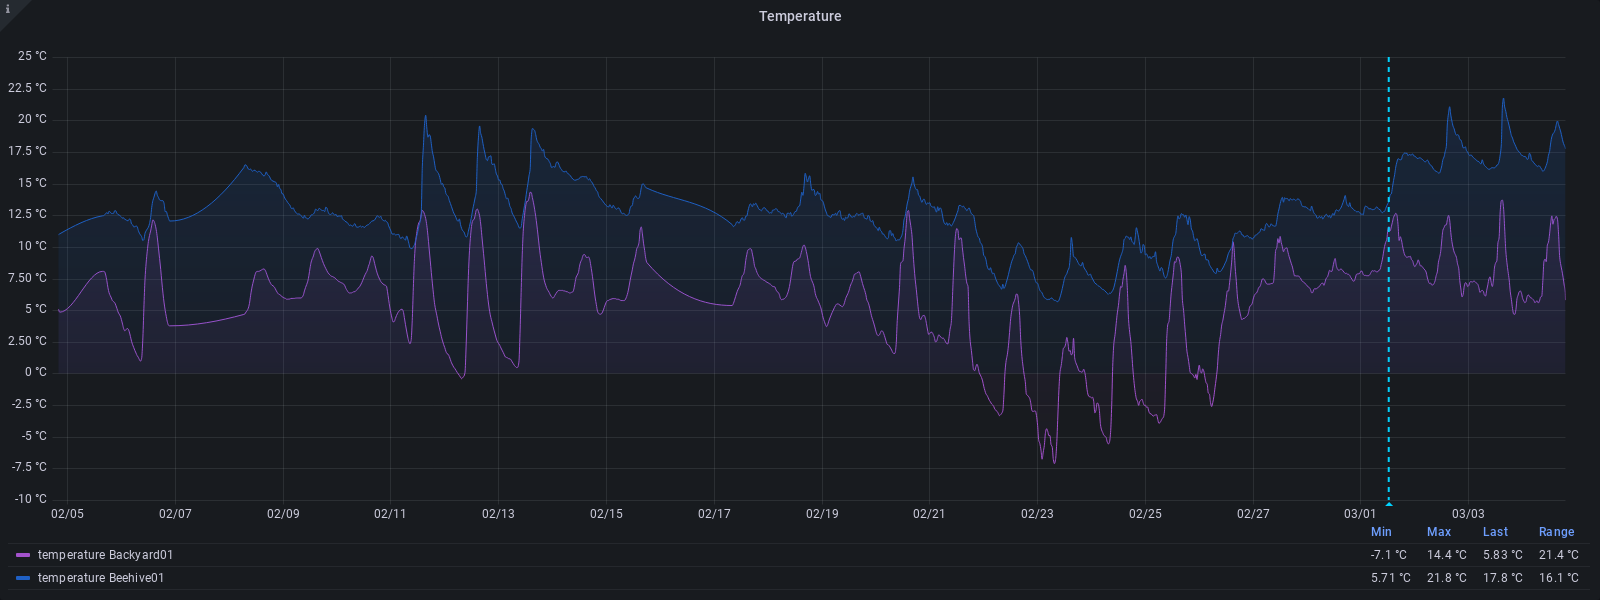 i
Temperature
25 °C
22.5 °C
20 °C
17.5 °C
15 °C
12.5 °C
10 °C
7.50 °C
5 °C
2.50 °C
0 °C
-2.5 °C
-5 °C
-7.5 °C
-10 °C
02/05 02/07 02/09 02/11 02/13 02/15 02/17 02/19 02/21 02/23 02/25 02/27 03/01 03/03
Min Max Last Range
temperature Backyard01 -7.1 °C 14.4 °C 5.83 °C 21.4 °C
temperature Beehive01 5.71 °C 21.8 °C 17.8 °C 16.1 °C